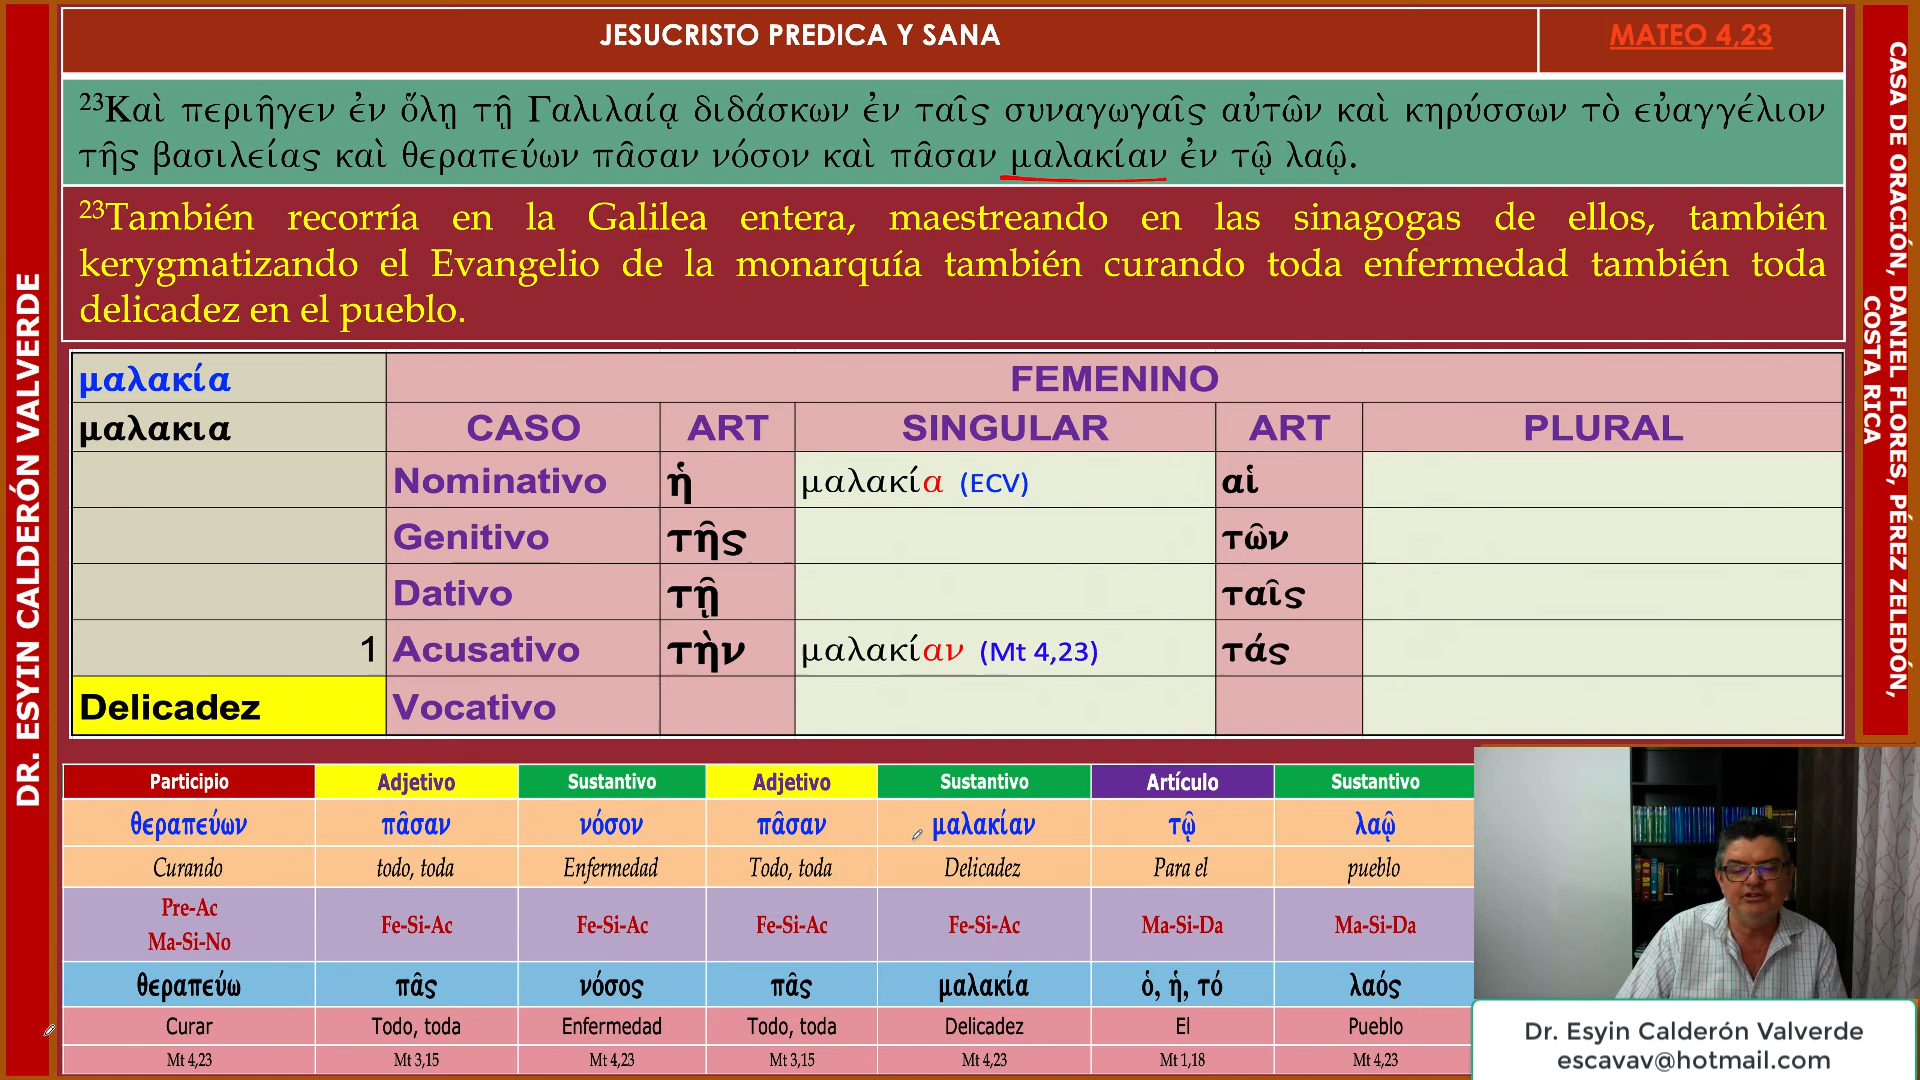 JESUCRISTO PREDICA Y SANA
MATEO 4,23
²³Καὶ περιῆγεν ἐν ὅλῃ τῇ Γαλιλαίᾳ διδάσκων ἐν ταῖς συναγωγαῖς αὐτῶν καὶ κηρύσσων τὸ εὐαγγέλιον
τῆς βασιλείας καὶ θεραπεύων πᾶσαν νόσον καὶ πᾶσαν μαλακίαν ἐν τῷ λαῷ.
²³También recorría en la Galilea entera, maestreando en las sinagogas de ellos, también
kerygmatizando el Evangelio de la monarquía también curando toda enfermedad también toda
delicadez en el pueblo.
μαλακία FEMENINO
μαλακια CASO ART SINGULAR ART PLURAL
Nominativo ἡ μαλακία (ECV) αἱ
Genitivo τῆς τῶν
Dativo τῇ ταῖς
1 Acusativo τὴν μαλακίαν (Mt 4,23) τάς
Delicadez Vocativo
Participio Adjetivo Sustantivo Adjetivo Sustantivo Artículo Sustantivo
θεραπεύων πᾶσαν νόσον πᾶσαν μαλακίαν τῷ λαῷ
Curando todo, toda Enfermedad Todo, toda Delicadez Para el pueblo
Pre-Ac
Ma-Si-No Fe-Si-Ac Fe-Si-Ac Fe-Si-Ac Fe-Si-Ac Ma-Si-Da Ma-Si-Da
θεραπεύω πᾶς νόσος πᾶς μαλακία ὁ, ἡ, τό λαός
Curar Todo, toda Enfermedad Todo, toda Delicadez El Pueblo
Mt 4,23 Mt 3,15 Mt 4,23 Mt 3,15 Mt 4,23 Mt 1,18 Mt 4,23
DR. ESYIN CALDERÓN VALVERDE
CASA DE ORACIÓN, DANIEL FLORES, PÉREZ ZELEDÓN,
COSTA RICA
Dr. Esyin Calderón Valverde
escavav@hotmail.com